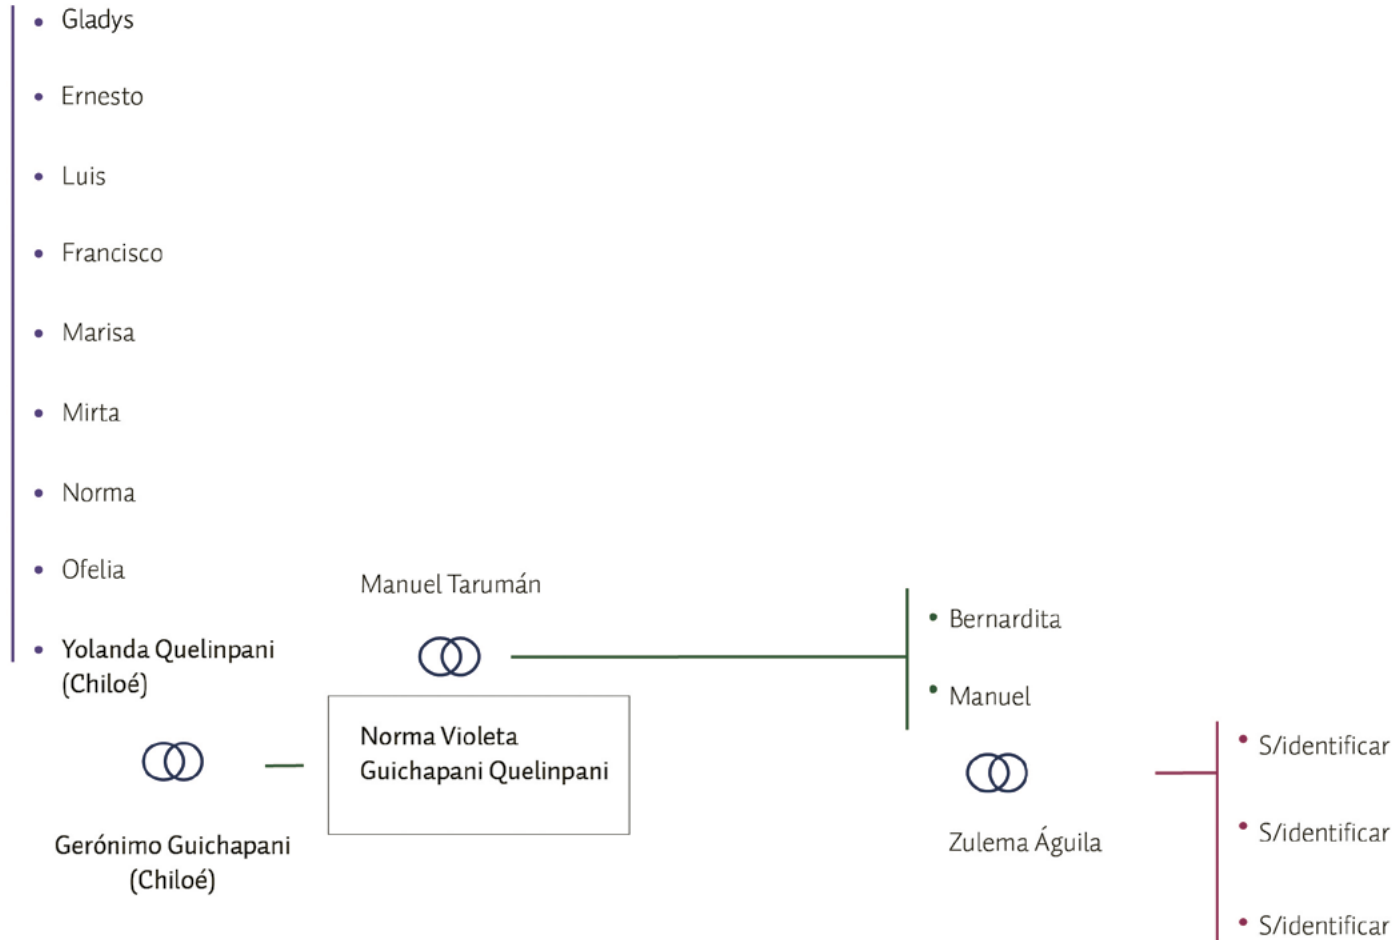 Gladys
Ernesto
Luis
Francisco
Marisa
Mirta
Norma
Ofelia
Yolanda Quelinpani
(Chiloé)
Gerónimo Guichapani
(Chiloé)
Manuel Tarumán
Norma Violeta
Guichapani Quelinpani
Bernardita
Manuel
Zulema Águila
S/identificar
S/identificar
S/identificar